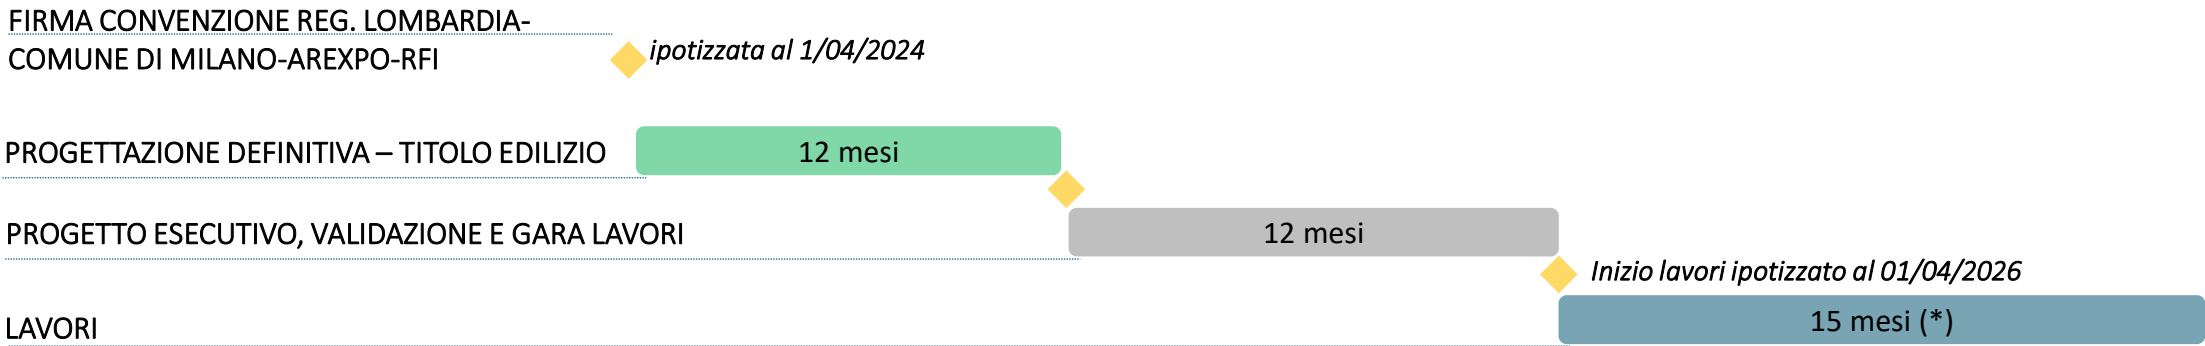 FIRMA CONVENZIONE REG. LOMBARDIA-
COMUNE DI MILANO-AREXPO-RFI
ipotizzata al 1/04/2024
PROGETTAZIONE DEFINITIVA – TITOLO EDILIZIO
12 mesi
PROGETTO ESECUTIVO, VALIDAZIONE E GARA LAVORI
12 mesi
Inizio lavori ipotizzato al 01/04/2026
LAVORI
15 mesi (*)